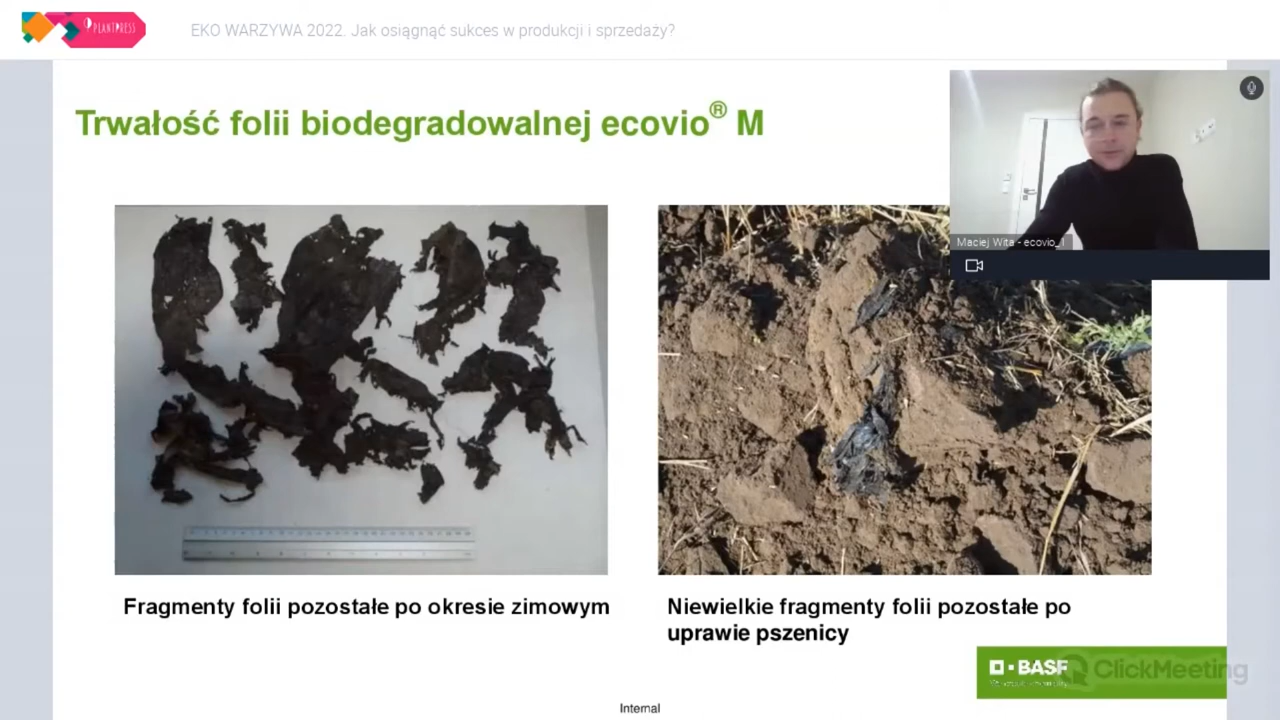 PLANTPRESS
EKO WARZYWA 2022. Jak osiągnąć sukces w produkcji i sprzedaży?
Trwałość folii biodegradowalnej ecovio® M
Maciej Wita - ecovio_
Fragmenty folii pozostałe po okresie zimowym
Niewielkie fragmenty folii pozostałe po
uprawie pszenicy
BASF
ClickMeeting
Internal